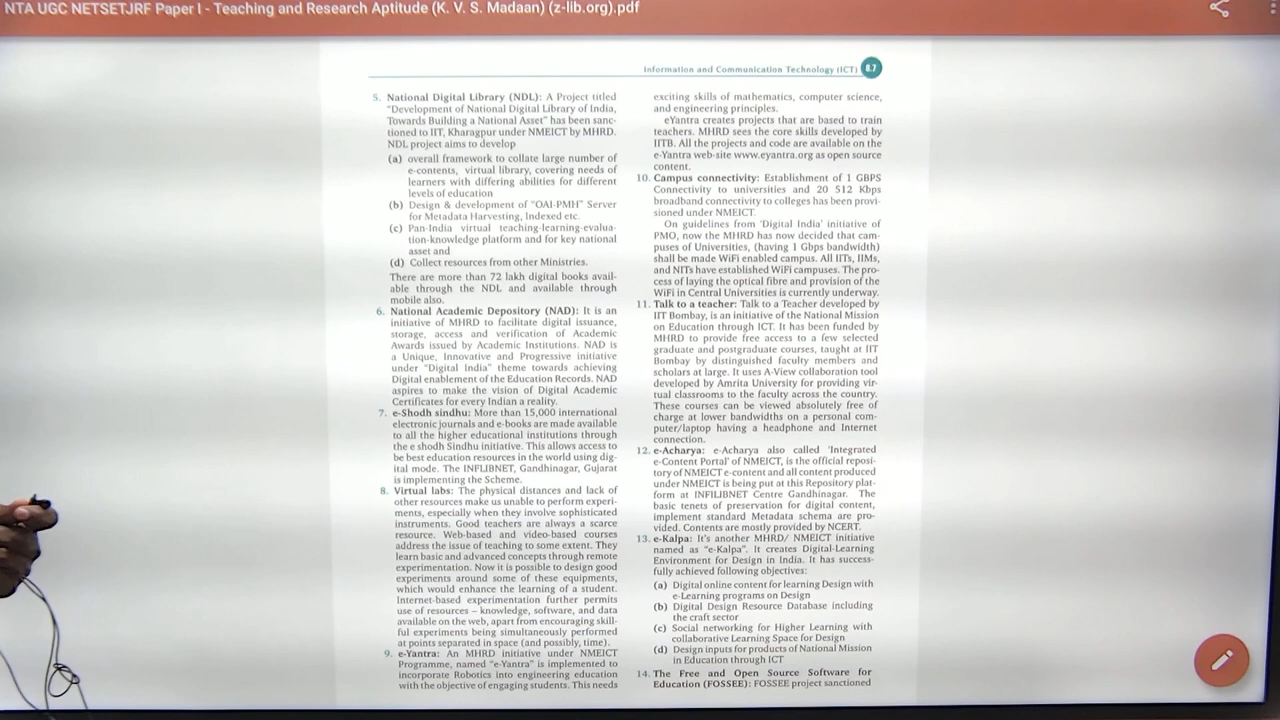 NTA UGC NETSETJRF Paper I - Teaching and Research Aptitude (K. V. S. Madaan) (z-lib.org).pdf
Information and Communication Technology (ICT) 8.7
5. National Digital Library (NDL): A Project titled
"Development of National Digital Library of India,
Towards Building a National Asset" has been sanc-
tioned to IIT, Kharagpur under NMEICT by MHRD.
NDL project aims to develop
(a) overall framework to collate large number of
e-contents, virtual library, covering needs of
learners with differing abilities for different
levels of education
(b) Design & development of "OAI-PMH" Server
for Metadata Harvesting, Indexed etc.
(c) Pan-India virtual teaching-learning-evalua-
tion-knowledge platform and for key national
asset and
(d) Collect resources from other Ministries.
There are more than 72 lakh digital books avail-
able through the NDL and available through
mobile also.
6. National Academic Depository (NAD): It is an
initiative of MHRD to facilitate digital issuance,
storage, access and verification of Academic
Awards issued by Academic Institutions. NAD is
a Unique, Innovative and Progressive initiative
under "Digital India" theme towards achieving
Digital enablement of the Education Records. NAD
aspires to make the vision of Digital Academic
Certificates for every Indian a reality.
7. e-Shodh sindhu: More than 15,000 international
electronic journals and e-books are made available
to all the higher educational institutions through
the e shodh Sindhu initiative. This allows access to
be best education resources in the world using dig-
ital mode. The INFLIBNET, Gandhinagar, Gujarat
is implementing the Scheme.
8. Virtual labs: The physical distances and lack of
other resources make us unable to perform experi-
ments, especially when they involve sophisticated
instruments. Good teachers are always a scarce
resource. Web-based and video-based courses
address the issue of teaching to some extent. They
learn basic and advanced concepts through remote
experimentation. Now it is possible to design good
experiments around some of these equipments,
which would enhance the learning of a student.
Internet-based experimentation further permits
use of resources – knowledge, software, and data
available on the web, apart from encouraging skill-
ful experiments being simultaneously performed
at points separated in space (and possibly, time).
9. e-Yantra: An MHRD initiative under NMEICT
Programme, named "e-Yantra" is implemented to
incorporate Robotics into engineering education
with the objective of engaging students. This needs
exciting skills of mathematics, computer science,
and engineering principles.
eYantra creates projects that are based to train
teachers. MHRD sees the core skills developed by
IITB. All the projects and code are available on the
e-Yantra web-site www.eyantra.org as open source
content.
10. Campus connectivity: Establishment of 1 GBPS
Connectivity to universities and 20 512 Kbps
broadband connectivity to colleges has been provi-
sioned under NMEICT.
On guidelines from 'Digital India' initiative of
PMO, now the MHRD has now decided that cam-
puses of Universities, (having 1 Gbps bandwidth)
shall be made WiFi enabled campus. All IITs, IIMs,
and NITs have established WiFi campuses. The pro-
cess of laying the optical fibre and provision of the
WiFi in Central Universities is currently underway.
11. Talk to a teacher: Talk to a Teacher developed by
IIT Bombay, is an initiative of the National Mission
on Education through ICT. It has been funded by
MHRD to provide free access to a few selected
graduate and postgraduate courses, taught at IIT
Bombay by distinguished faculty members and
scholars at large. It uses A-View collaboration tool
developed by Amrita University for providing vir-
tual classrooms to the faculty across the country.
These courses can be viewed absolutely free of
charge at lower bandwidths on a personal com-
puter/laptop having a headphone and Internet
connection.
12. e-Acharya: e-Acharya also called 'Integrated
e-Content Portal' of NMEICT, is the official reposi-
tory of NMEICT e-content and all content produced
under NMEICT is being put at this Repository plat-
form at INFILIBNET Centre Gandhinagar. The
basic tenets of preservation for digital content,
implement standard Metadata schema are pro-
vided. Contents are mostly provided by NCERT.
13. e-Kalpa: It's another MHRD/ NMEICT initiative
named as "e-Kalpa". It creates Digital-Learning
Environment for Design in India. It has success-
fully achieved following objectives:
(a) Digital online content for learning Design with
e-Learning programs on Design
(b) Digital Design Resource Database including
the craft sector
(c) Social networking for Higher Learning with
collaborative Learning Space for Design
(d) Design inputs for products of National Mission
in Education through ICT
14. The Free and Open Source Software for
Education (FOSSEE): FOSSEE project sanctioned